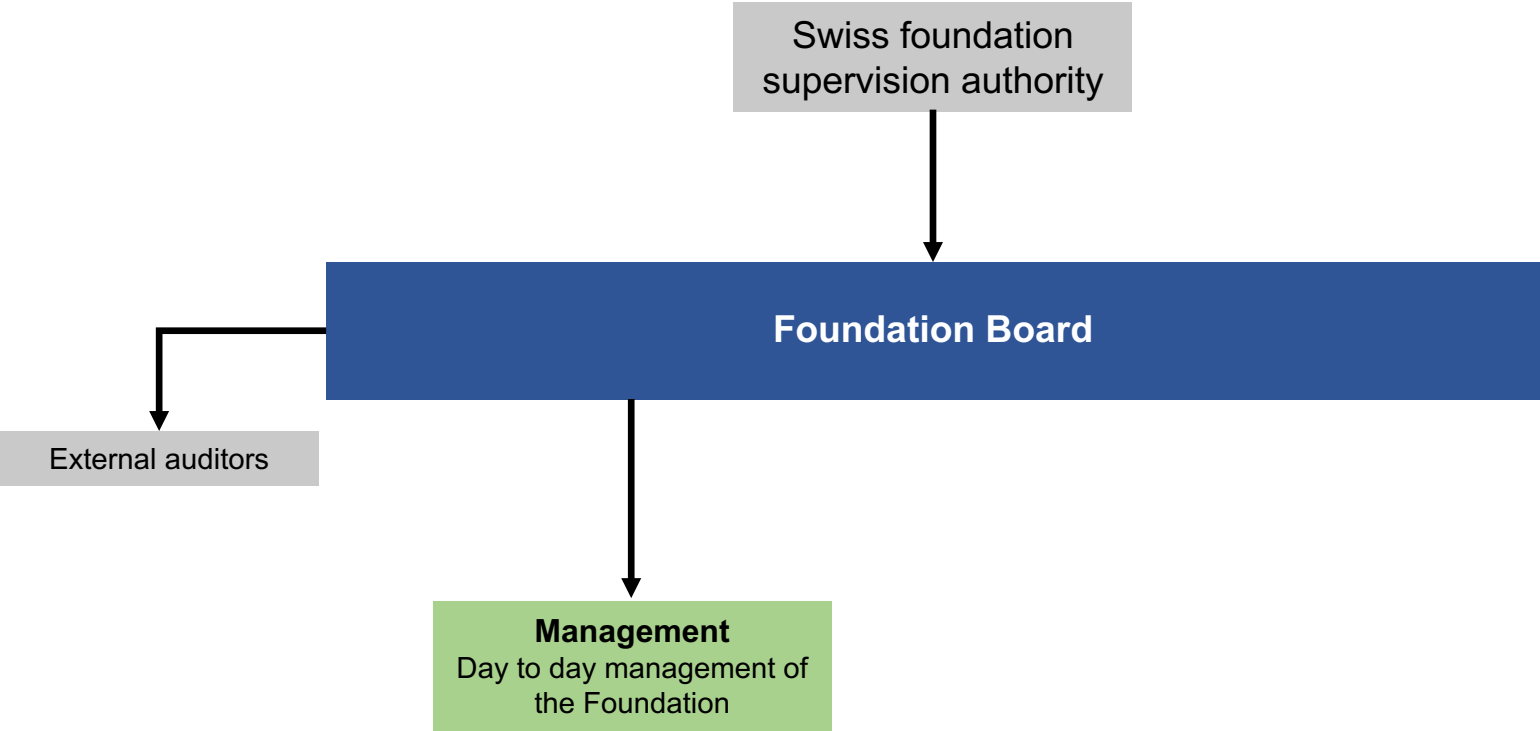 Swiss foundation
supervision authority
Foundation Board
External auditors
Management
Day to day management of
the Foundation